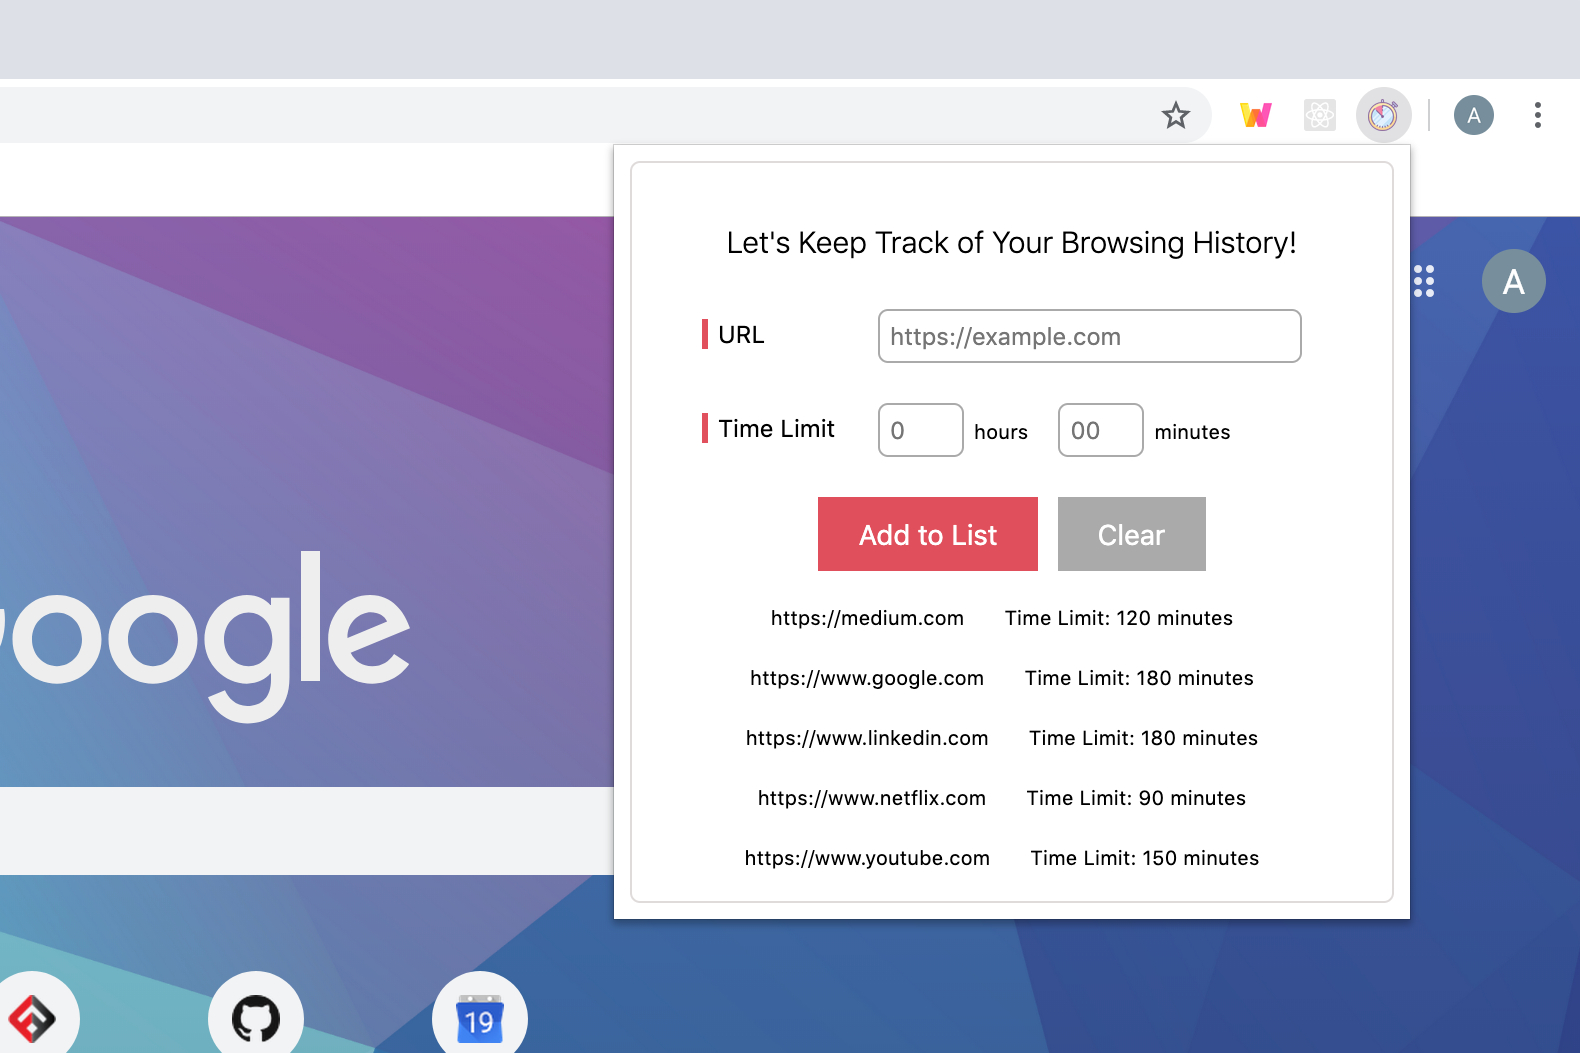 A
Let's Keep Track of Your Browsing History!
A
URL https://example.com
Time Limit 0 hours 00 minutes
Add to List Clear
oogle
https://medium.com Time Limit: 120 minutes
https://www.google.com Time Limit: 180 minutes
https://www.linkedin.com Time Limit: 180 minutes
https://www.netflix.com Time Limit: 90 minutes
https://www.youtube.com Time Limit: 150 minutes
19